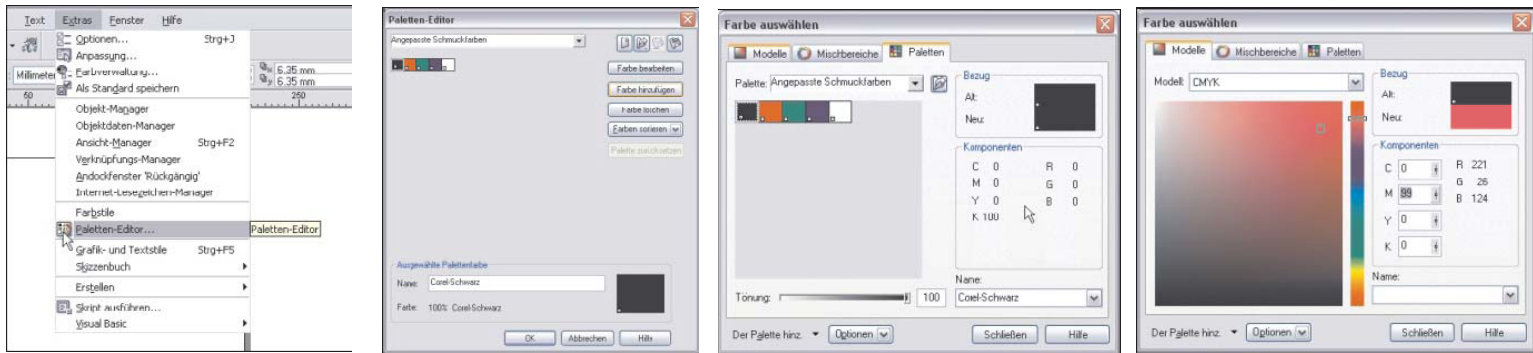 Text Extras Fenster Hilfe
Optionen... Strg+J
Anpassung...
Farbverwaltung...
Als Standard speichern
Objekt-Manager
Objektdaten-Manager
Ansicht-Manager Strg+F2
Verknüpfungs-Manager
Andockfenster 'Rückgängig'
Internet-Lesezeichen-Manager
Farbstile
Paletten-Editor...
Grafik- und Textstile Strg+F5
Skizzenbuch
Erstellen
Skript ausführen...
Visual Basic
Millimeter
6.35 mm
6.35 mm
60
250
Paletten-Editor
Paletten-Editor
Angepasste Schmuckfarben
Farbe bearbeiten
Farbe hinzufügen
Farbe löschen
Farben sorieren
Palette zurücksetzen
Ausgewählte Palettenfarbe
Name: Corel-Schwarz
Farbe: 100% Corel-Schwarz
OK Abbrechen Hilfe
Farbe auswählen
Modelle Mischbereiche Paletten
Palette: Angepasste Schmuckfarben
Bezug
Alt:
Neu:
Komponenten
C 0 R 0
M 0 G 0
Y 0 B 0
K 100
Name:
Tönung: 100 Corel-Schwarz
Der Palette hinz. Optionen Schließen Hilfe
Farbe auswählen
Modelle Mischbereiche Paletten
Modell: CMYK
Bezug
Alt:
Neu:
Komponenten
C 0 R 221
M 99 G 26
Y 0 B 124
K 0
Name:
Der Palette hinz. Optionen Schließen Hilfe